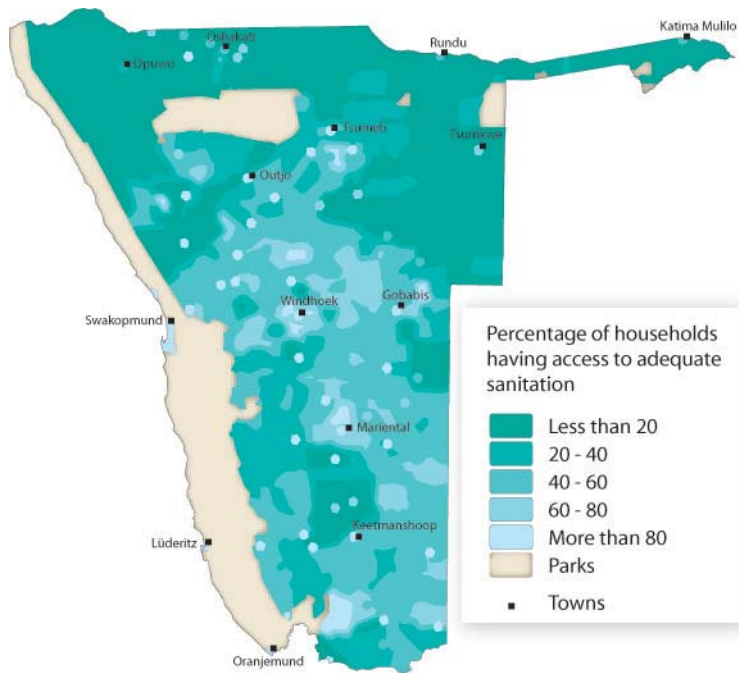 Katima Mulilo
Oshakati
Rundu
Opuwo
Tsumeb
Tsumkwe
Outjo
Windhoek
Gobabis
Swakopmund
Mariental
Keetmanshoop
Lüderitz
Oranjemund
Percentage of households
having access to adequate
sanitation
Less than 20
20 - 40
40 - 60
60 - 80
More than 80
Parks
Towns